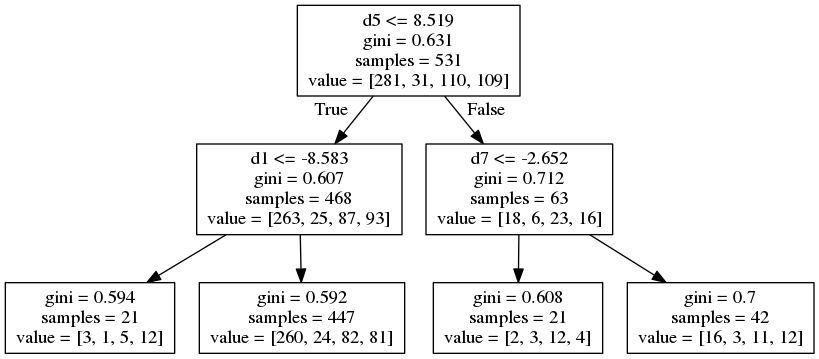 d5 <= 8.519
gini = 0.631
samples = 531
value = [281, 31, 110, 109]
True
False
d1 <= -8.583
gini = 0.607
samples = 468
value = [263, 25, 87, 93]
d7 <= -2.652
gini = 0.712
samples = 63
value = [18, 6, 23, 16]
gini = 0.594
samples = 21
value = [3, 1, 5, 12]
gini = 0.592
samples = 447
value = [260, 24, 82, 81]
gini = 0.608
samples = 21
value = [2, 3, 12, 4]
gini = 0.7
samples = 42
value = [16, 3, 11, 12]